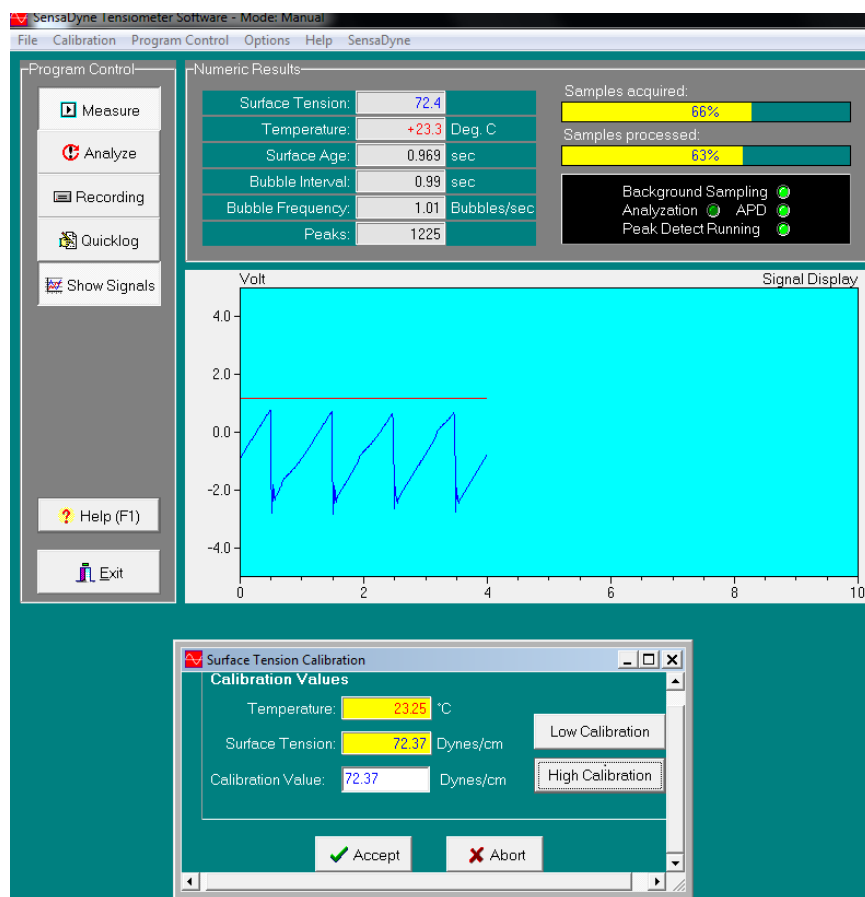 SensaDyne Tensiometer Software - Mode: Manual
File Calibration Program Control Options Help SensaDyne
Program Control
Measure
Analyze
Recording
Quicklog
Show Signals
Help (F1)
Exit
Numeric Results
Surface Tension: 72.4
Temperature: +23.3 Deg. C
Surface Age: 0.969 sec
Bubble Interval: 0.99 sec
Bubble Frequency: 1.01 Bubbles/sec
Peaks: 1225
Samples acquired:
66%
Samples processed:
63%
Background Sampling
Analyzation APD
Peak Detect Running
Volt Signal Display
4.0
2.0
0.0
-2.0
-4.0
0 2 4 6 8 10
Surface Tension Calibration
Calibration Values
Temperature: 23.25 °C
Surface Tension: 72.37 Dynes/cm
Calibration Value: 72.37 Dynes/cm
Low Calibration
High Calibration
Accept Abort